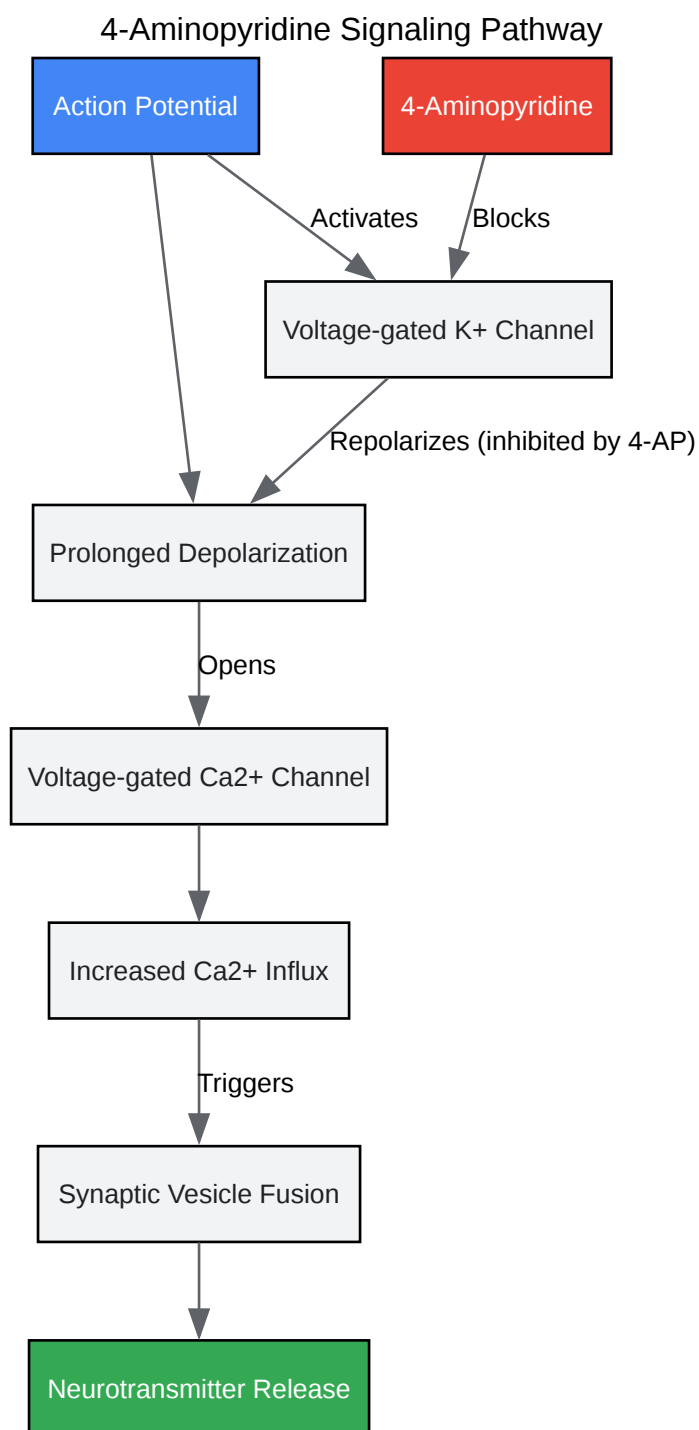 4-Aminopyridine Signaling Pathway
Action Potential
4-Aminopyridine
Activates
Blocks
Voltage-gated K+ Channel
Repolarizes (inhibited by 4-AP)
Prolonged Depolarization
Opens
Voltage-gated Ca2+ Channel
Increased Ca2+ Influx
Triggers
Synaptic Vesicle Fusion
Neurotransmitter Release